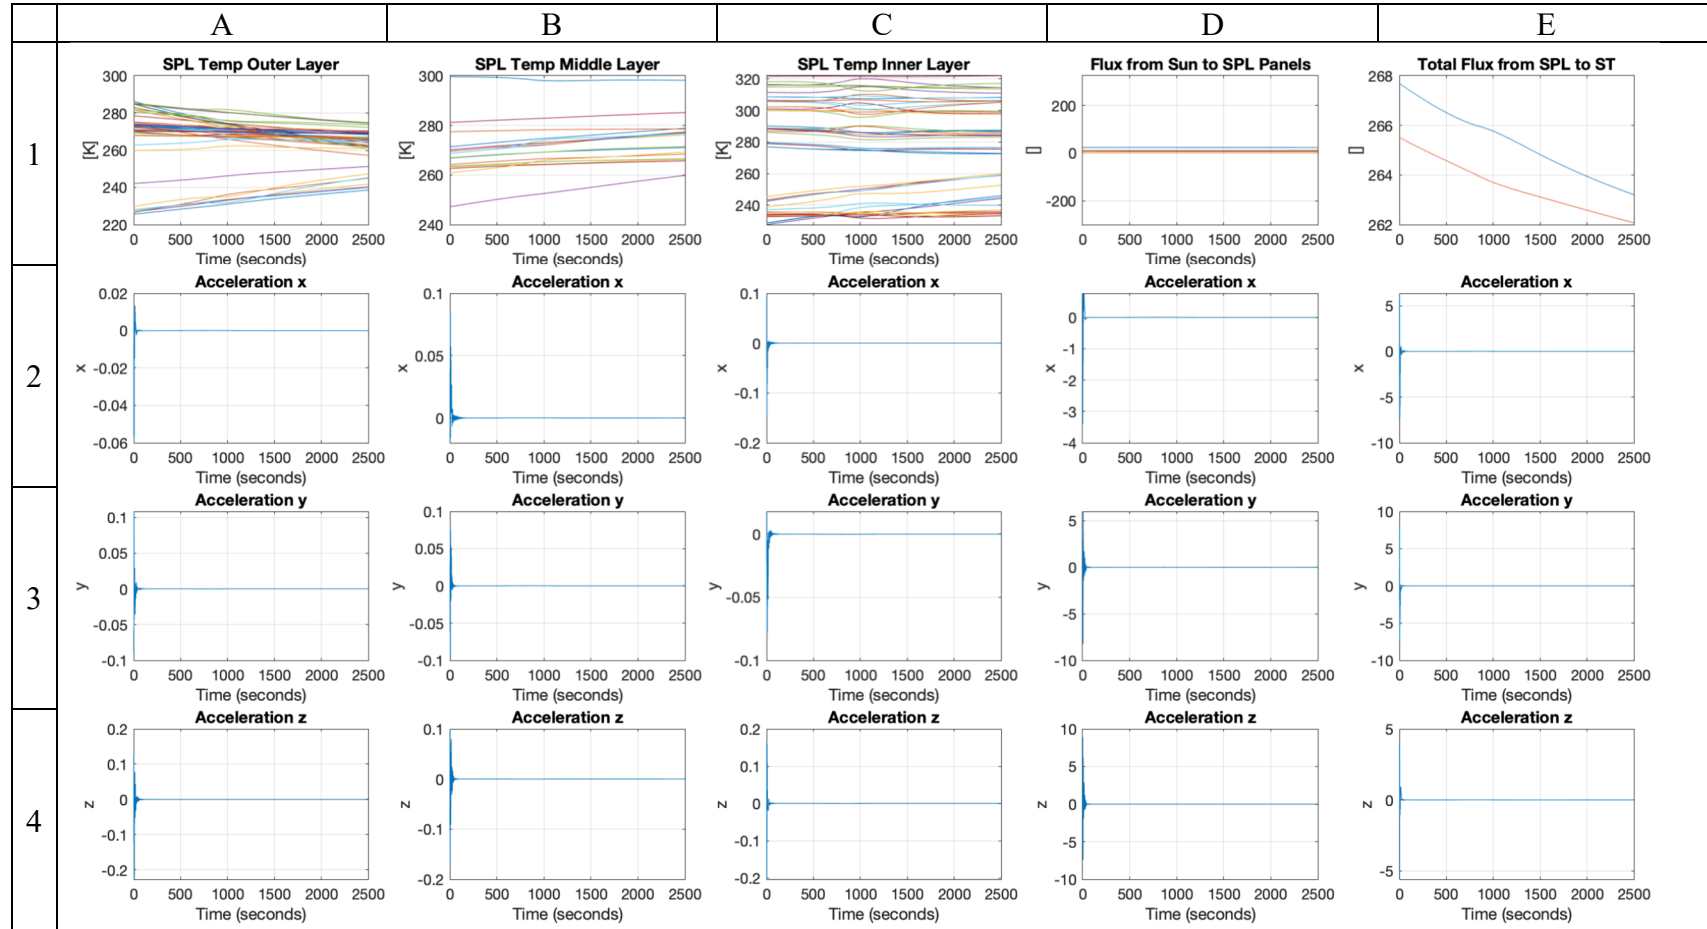 A B C D E
1
SPL Temp Outer Layer SPL Temp Middle Layer SPL Temp Inner Layer Flux from Sun to SPL Panels Total Flux from SPL to ST
300 280 260 240 220 [K]
0 500 1000 1500 2000 2500
Time (seconds)
300 280 260 240 [K]
0 500 1000 1500 2000 2500
Time (seconds)
320 300 280 260 240 [K]
0 500 1000 1500 2000 2500
Time (seconds)
200 0 -200 []
0 500 1000 1500 2000 2500
Time (seconds)
268 266 264 262 []
0 500 1000 1500 2000 2500
Time (seconds)
2
Acceleration x Acceleration x Acceleration x Acceleration x Acceleration x
0.02 0 -0.02 -0.04 -0.06 x
0 500 1000 1500 2000 2500
Time (seconds)
0.1 0.05 0 x
0 500 1000 1500 2000 2500
Time (seconds)
0.1 0 -0.1 -0.2 x
0 500 1000 1500 2000 2500
Time (seconds)
0 -1 -2 -3 -4 x
0 500 1000 1500 2000 2500
Time (seconds)
5 0 -5 -10 x
0 500 1000 1500 2000 2500
Time (seconds)
3
Acceleration y Acceleration y Acceleration y Acceleration y Acceleration y
0.1 0.05 0 -0.05 -0.1 y
0 500 1000 1500 2000 2500
Time (seconds)
0.1 0.05 0 -0.05 -0.1 y
0 500 1000 1500 2000 2500
Time (seconds)
0 -0.05 -0.1 y
0 500 1000 1500 2000 2500
Time (seconds)
5 0 -5 -10 y
0 500 1000 1500 2000 2500
Time (seconds)
10 5 0 -5 -10 y
0 500 1000 1500 2000 2500
Time (seconds)
4
Acceleration z Acceleration z Acceleration z Acceleration z Acceleration z
0.2 0.1 0 -0.1 -0.2 z
0 500 1000 1500 2000 2500
Time (seconds)
0.1 0 -0.1 -0.2 z
0 500 1000 1500 2000 2500
Time (seconds)
0.2 0.1 0 -0.1 -0.2 z
0 500 1000 1500 2000 2500
Time (seconds)
10 5 0 -5 -10 z
0 500 1000 1500 2000 2500
Time (seconds)
5 0 -5 z
0 500 1000 1500 2000 2500
Time (seconds)